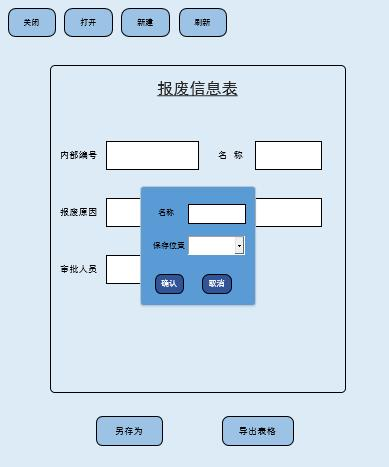 关闭 打开 新建 刷新
报废信息表
内部编号 名 称
报废原因
名称
保存位置
审批人员
确认 取消
另存为 导出表格